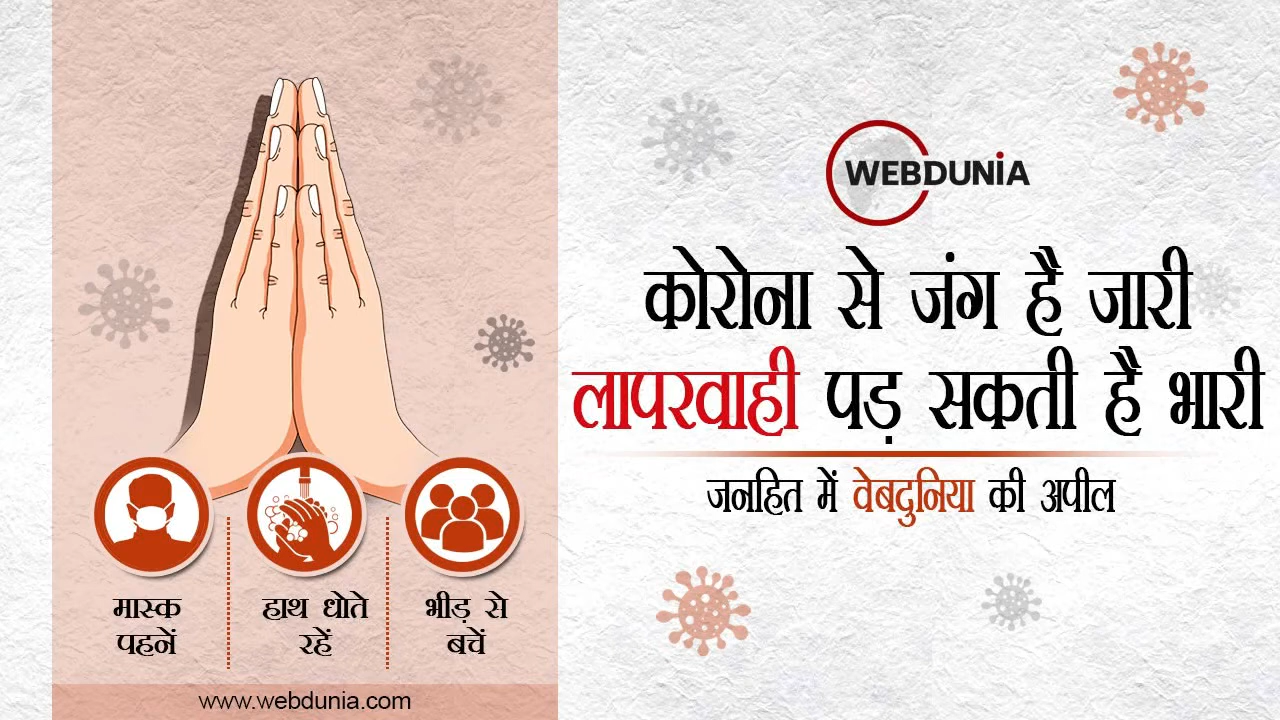 WEBDUNIA
कोरोना से जंग है जारी
लापरवाही पड़ सकती है भारी
जनहित में वेबदुनिया की अपील
मास्क
पहनें
हाथ धोते
रहें
भीड़ से
बचें
www.webdunia.com